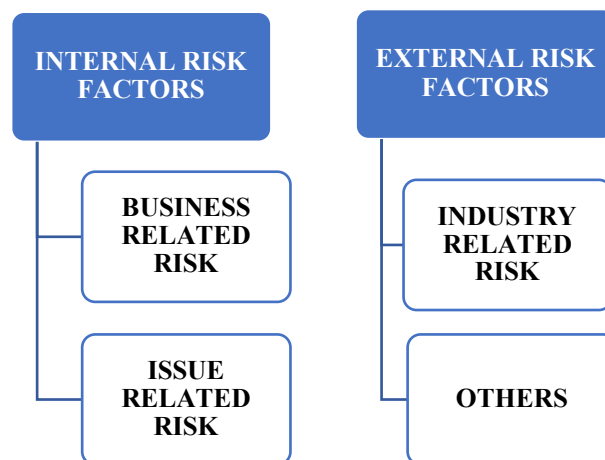 INTERNAL RISK
FACTORS
BUSINESS
RELATED
RISK
ISSUE
RELATED
RISK
EXTERNAL RISK
FACTORS
INDUSTRY
RELATED
RISK
OTHERS